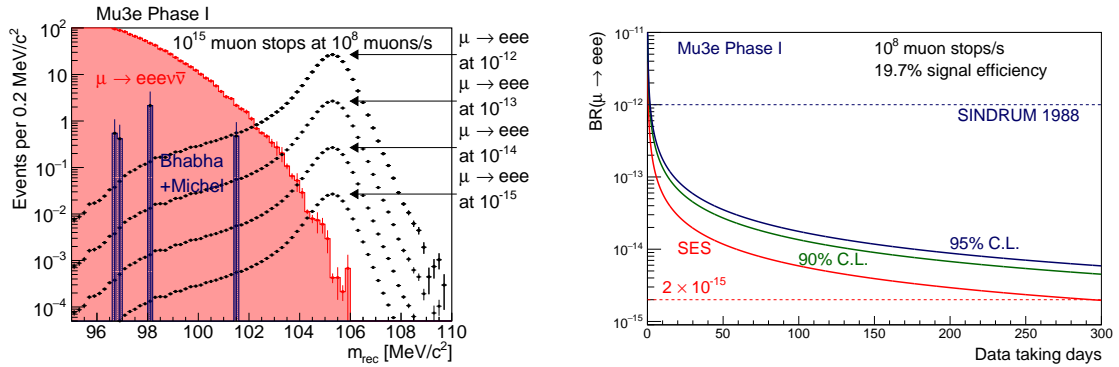 Mu3e Phase I
10¹⁵ muon stops at 10⁸ muons/s
μ → eee
at 10⁻¹²
μ → eee
at 10⁻¹³
μ → eee
at 10⁻¹⁴
μ → eee
at 10⁻¹⁵
μ → eeeνν̅
Bhabha
+Michel
Events per 0.2 MeV/c²
10²
10
1
10⁻¹
10⁻²
10⁻³
10⁻⁴
96 98 100 102 104 106 108 110
m_rec [MeV/c²]
BR(μ → eee)
10⁻¹¹
10⁻¹²
10⁻¹³
10⁻¹⁴
10⁻¹⁵
Mu3e Phase I
10⁸ muon stops/s
19.7% signal efficiency
SINDRUM 1988
SES
95% C.L.
90% C.L.
2 × 10⁻¹⁵
0 50 100 150 200 250 300
Data taking days